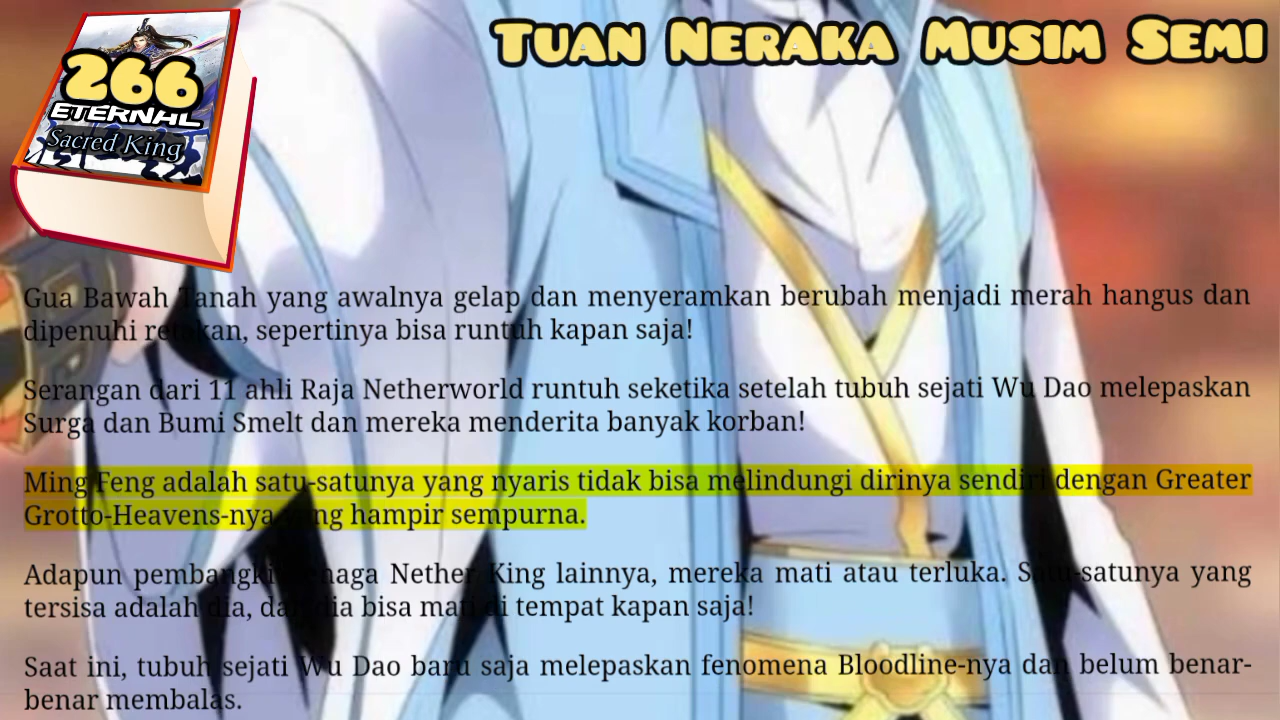 Tuan Neraka Musim Semi
266
ETERNAL
Sacred King
Gua Bawah Tanah yang awalnya gelap dan menyeramkan berubah menjadi merah hangus dan
dipenuhi retakan, sepertinya bisa runtuh kapan saja!
Serangan dari 11 ahli Raja Netherworld runtuh seketika setelah tubuh sejati Wu Dao melepaskan
Surga dan Bumi Smelt dan mereka menderita banyak korban!
Ming Feng adalah satu-satunya yang nyaris tidak bisa melindungi dirinya sendiri dengan Greater
Grotto-Heavens-nya yang hampir sempurna.
Adapun pembangkit tenaga Nether King lainnya, mereka mati atau terluka. Satu-satunya yang
tersisa adalah dia, dan dia bisa mati di tempat kapan saja!
Saat ini, tubuh sejati Wu Dao baru saja melepaskan fenomena Bloodline-nya dan belum benar-
benar membalas.